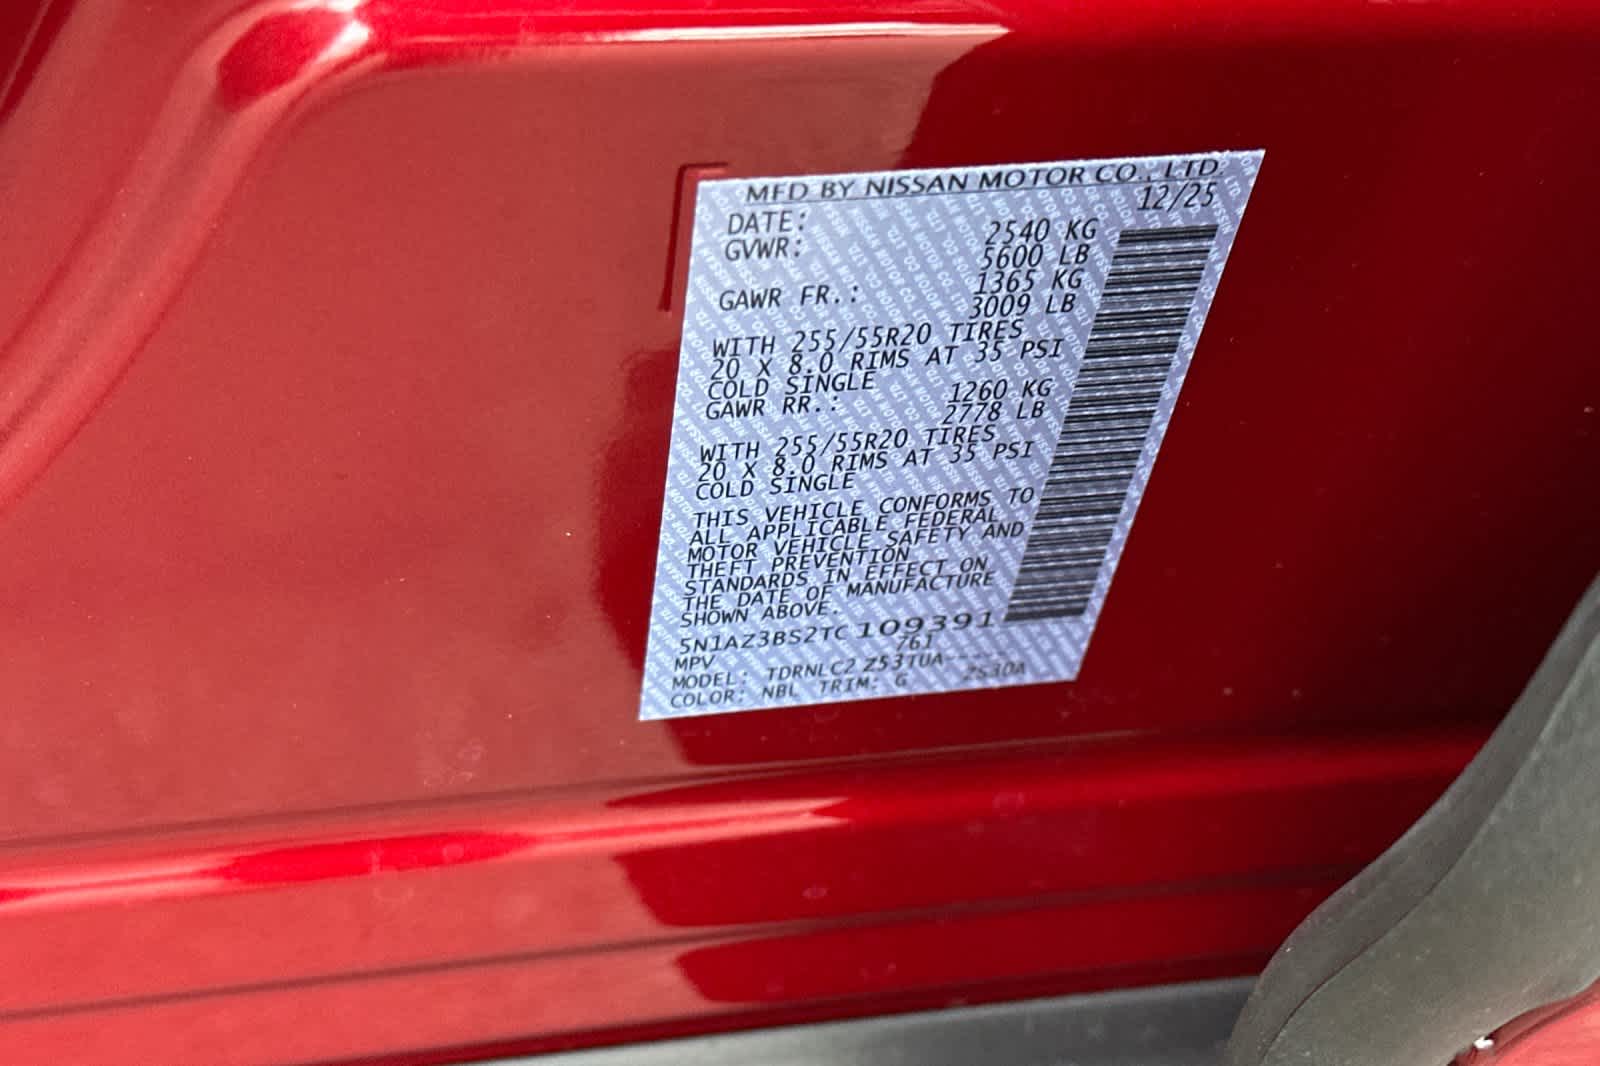 MFD BY NISSAN MOTOR CO., LTD.
DATE: 12/25
GVWR: 2540 KG
5600 LB
GAWR FR.: 1365 KG
3009 LB
WITH 255/55R20 TIRES
20 X 8.0 RIMS AT 35 PSI
COLD SINGLE
GAWR RR.: 1260 KG
2778 LB
WITH 255/55R20 TIRES
20 X 8.0 RIMS AT 35 PSI
COLD SINGLE
THIS VEHICLE CONFORMS TO
ALL APPLICABLE FEDERAL
MOTOR VEHICLE SAFETY AND
THEFT PREVENTION
STANDARDS IN EFFECT ON
THE DATE OF MANUFACTURE
SHOWN ABOVE.
5N1AZ3BS2TC109391
MPV /761
MODEL: TDRNLC2 Z53TUA-----
COLOR: NBL TRIM: G